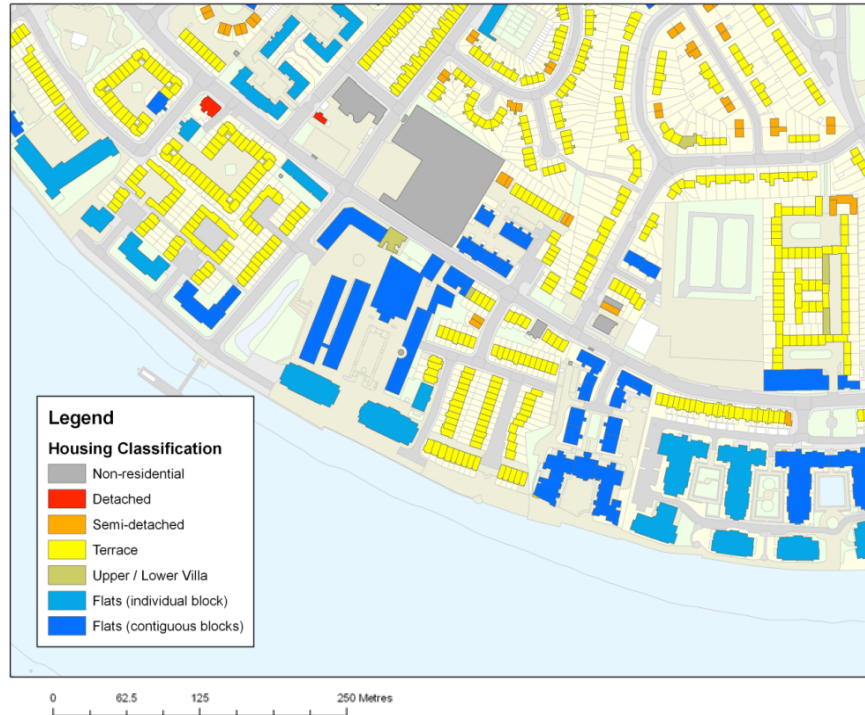 Legend
Housing Classification
Non-residential
Detached
Semi-detached
Terrace
Upper / Lower Villa
Flats (individual block)
Flats (contiguous blocks)
0 62.5 125 250 Metres